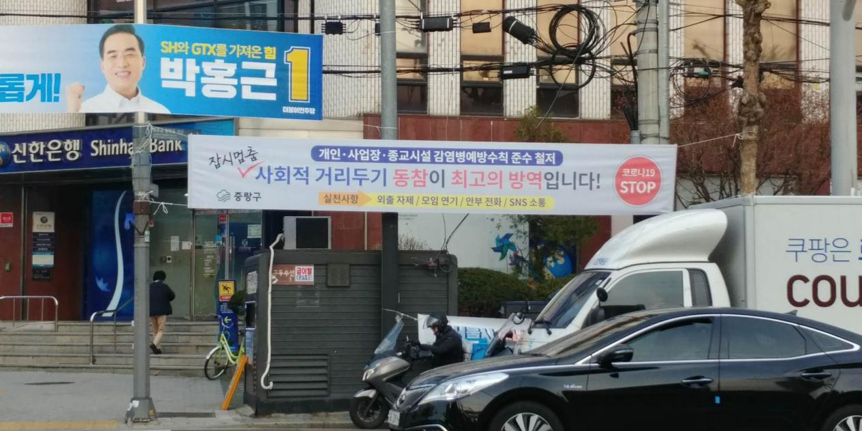 SH와 GTX를 가져온 힘
롭게!
박홍근
1
더불어민주당
신한은행 Shinhan Bank
잠시멈춤
개인·사업장·종교시설 감염병예방수칙 준수 철저
사회적 거리두기 동참이 최고의 방역입니다!
중랑구
실천사항
외출 자제 / 모임 연기 / 안부 전화 / SNS 소통
코로나19
STOP
쿠팡은
COU